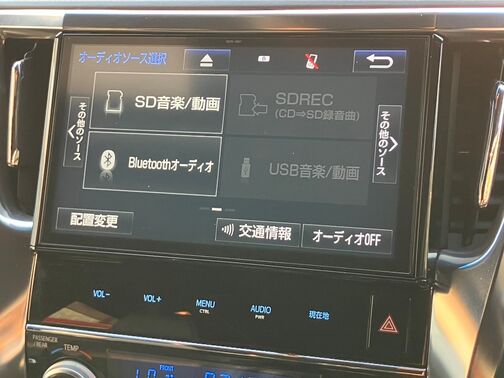 オーディオソース選択
その他のソース
SD音楽/動画
SDREC
(CD⇒SD録音曲)
その他のソース
Bluetoothオーディオ
USB音楽/動画
配置変更
交通情報
オーディオOFF
VOL-
VOL+
MENU
CTRL
AUDIO
PWR
現在地
PASSENGER
/REAR
TEMP
FRONT